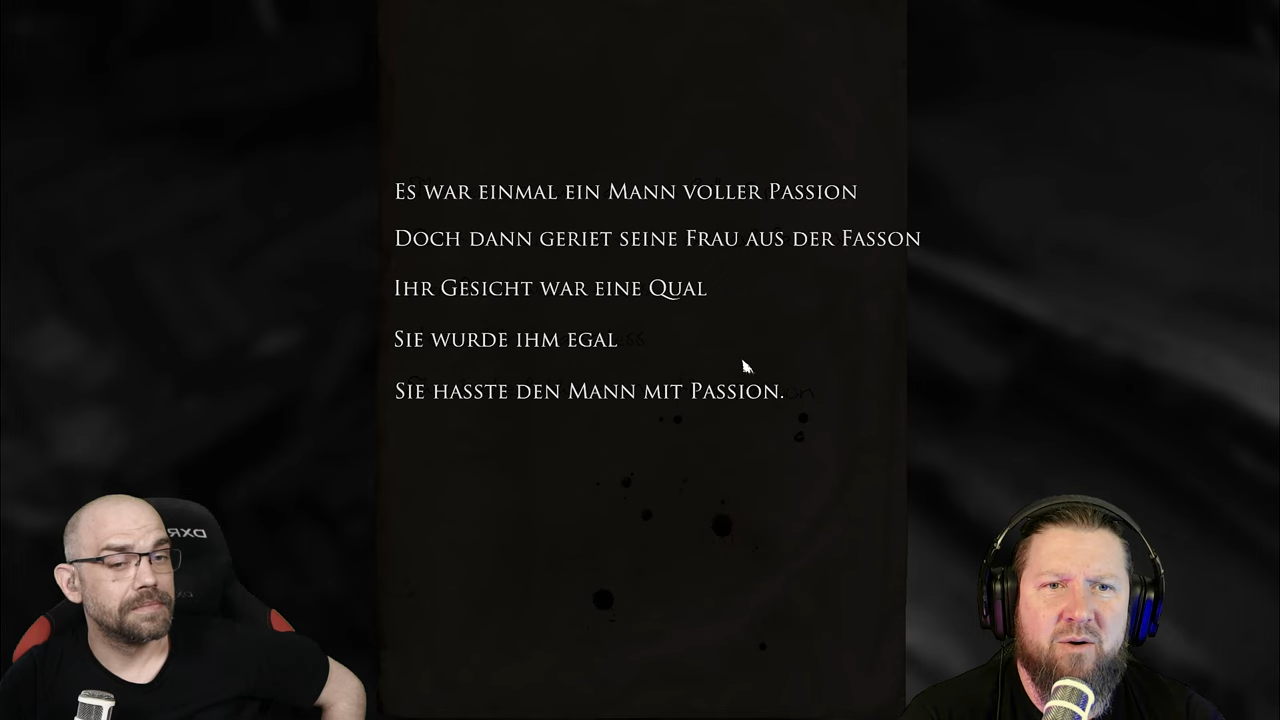 Es war einmal ein Mann voller Passion
Doch dann geriet seine Frau aus der Fasson
Ihr Gesicht war eine Qual
Sie wurde ihm egal
Sie hasste den Mann mit Passion.
DXR